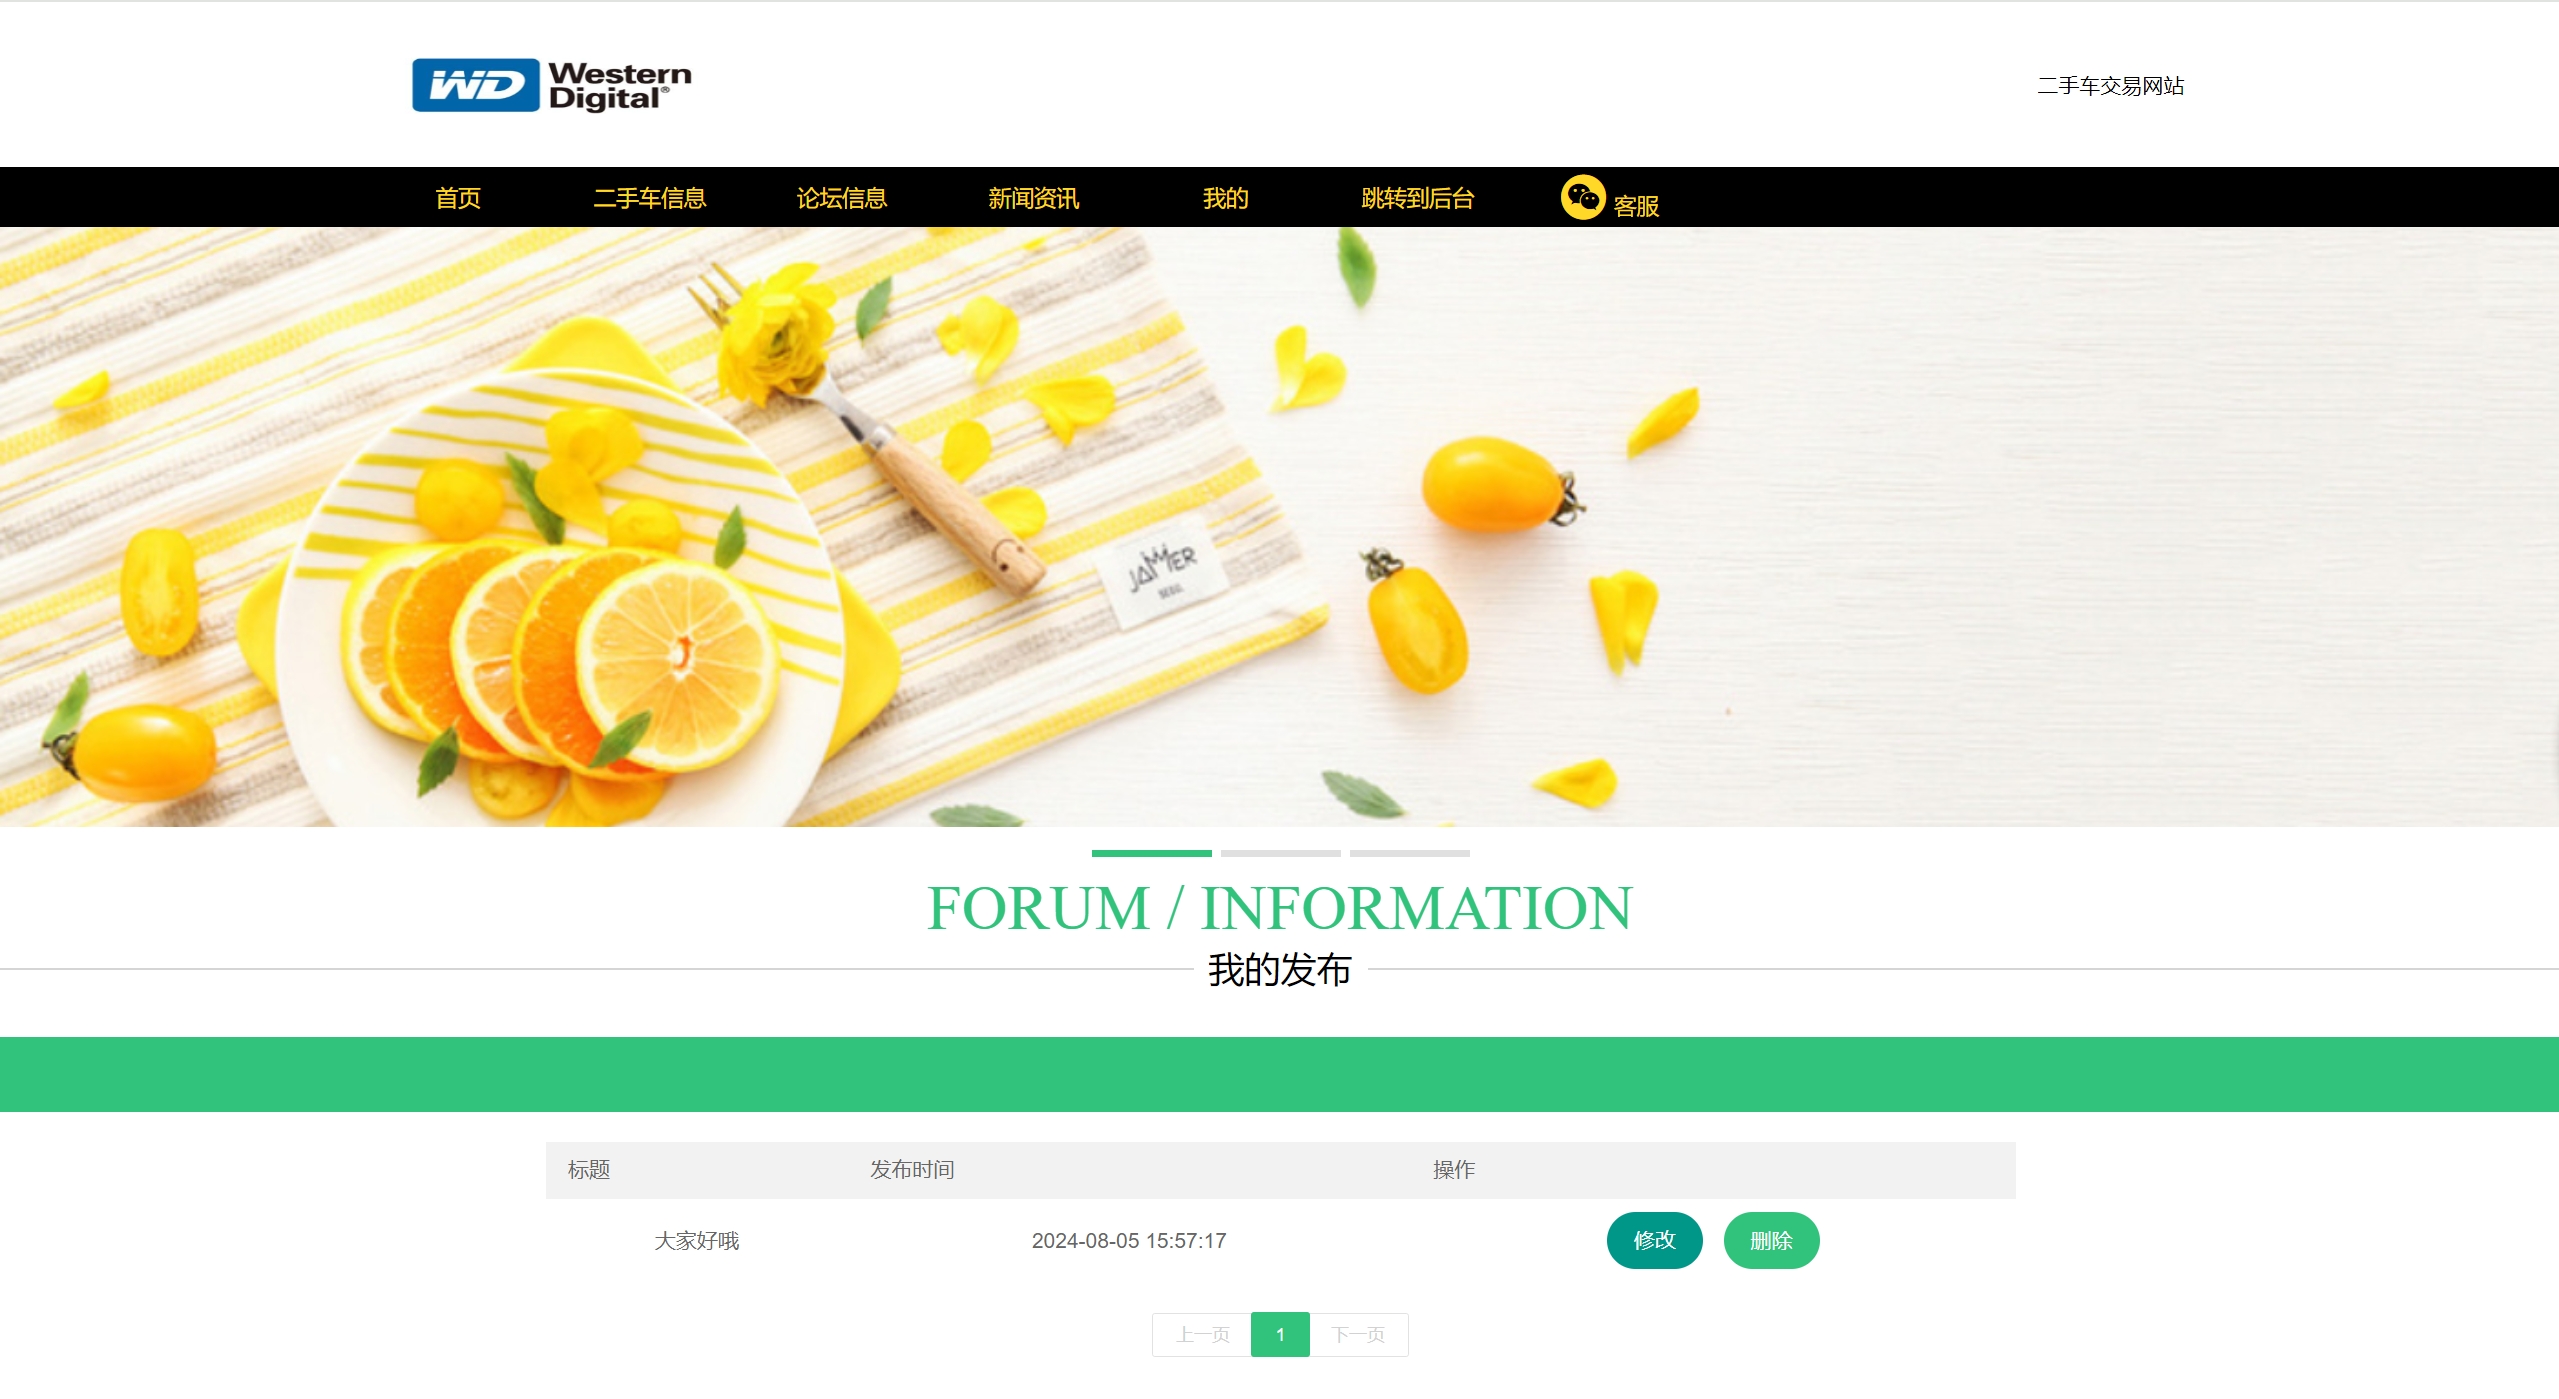 WD Western
Digital®
二手车交易网站
首页 二手车信息 论坛信息 新闻资讯 我的 跳转到后台 客服
JAMMER
SEOUL
FORUM / INFORMATION
我的发布
标题 发布时间 操作
大家好哦 2024-08-05 15:57:17 修改 删除
上一页 1 下一页